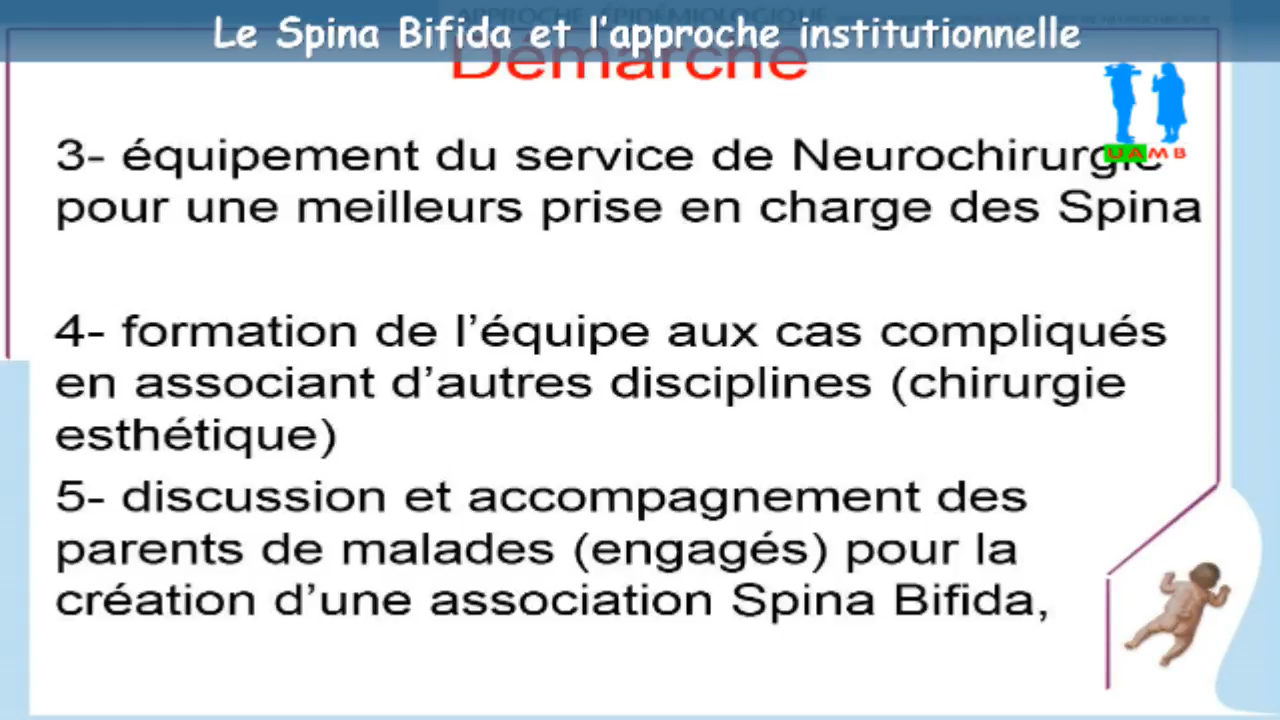 APPROCHE ÉPIDÉMIOLOGIQUE
Le Spina Bifida et l'approche institutionnelle
Démarche
UAMB
3- équipement du service de Neurochirurgie
pour une meilleurs prise en charge des Spina
4- formation de l'équipe aux cas compliqués
en associant d'autres disciplines (chirurgie
esthétique)
5- discussion et accompagnement des
parents de malades (engagés) pour la
création d'une association Spina Bifida,